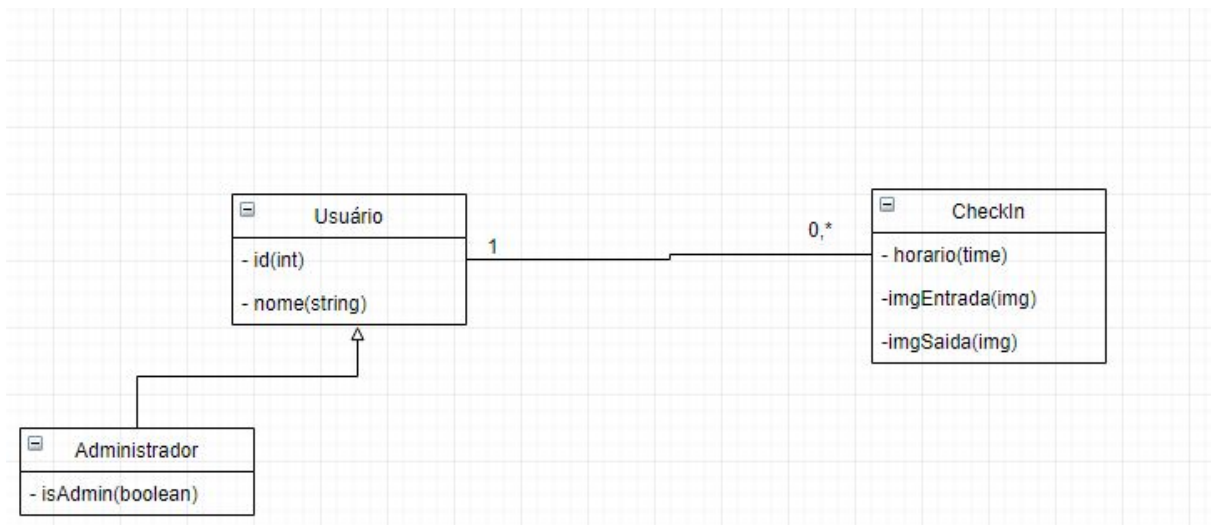 Usuário
- id(int)
- nome(string)
1
0,*
CheckIn
- horario(time)
-imgEntrada(img)
-imgSaida(img)
Administrador
- isAdmin(boolean)